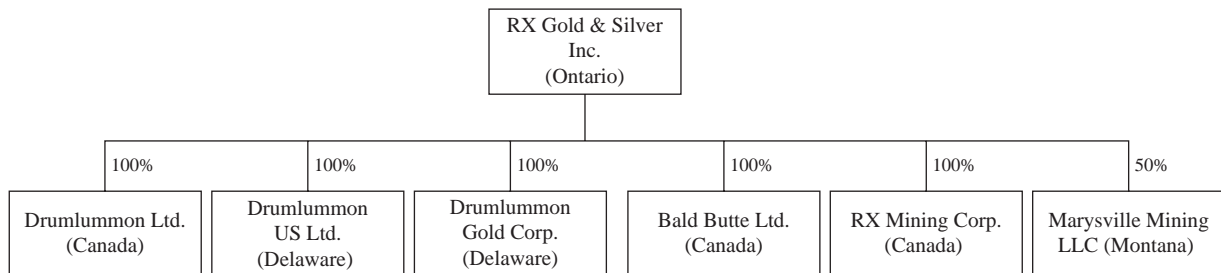 RX Gold & Silver
Inc.
(Ontario)
100%
100%
100%
100%
100%
50%
Drumlummon Ltd.
(Canada)
Drumlummon
US Ltd.
(Delaware)
Drumlummon
Gold Corp.
(Delaware)
Bald Butte Ltd.
(Canada)
RX Mining Corp.
(Canada)
Marysville Mining
LLC (Montana)